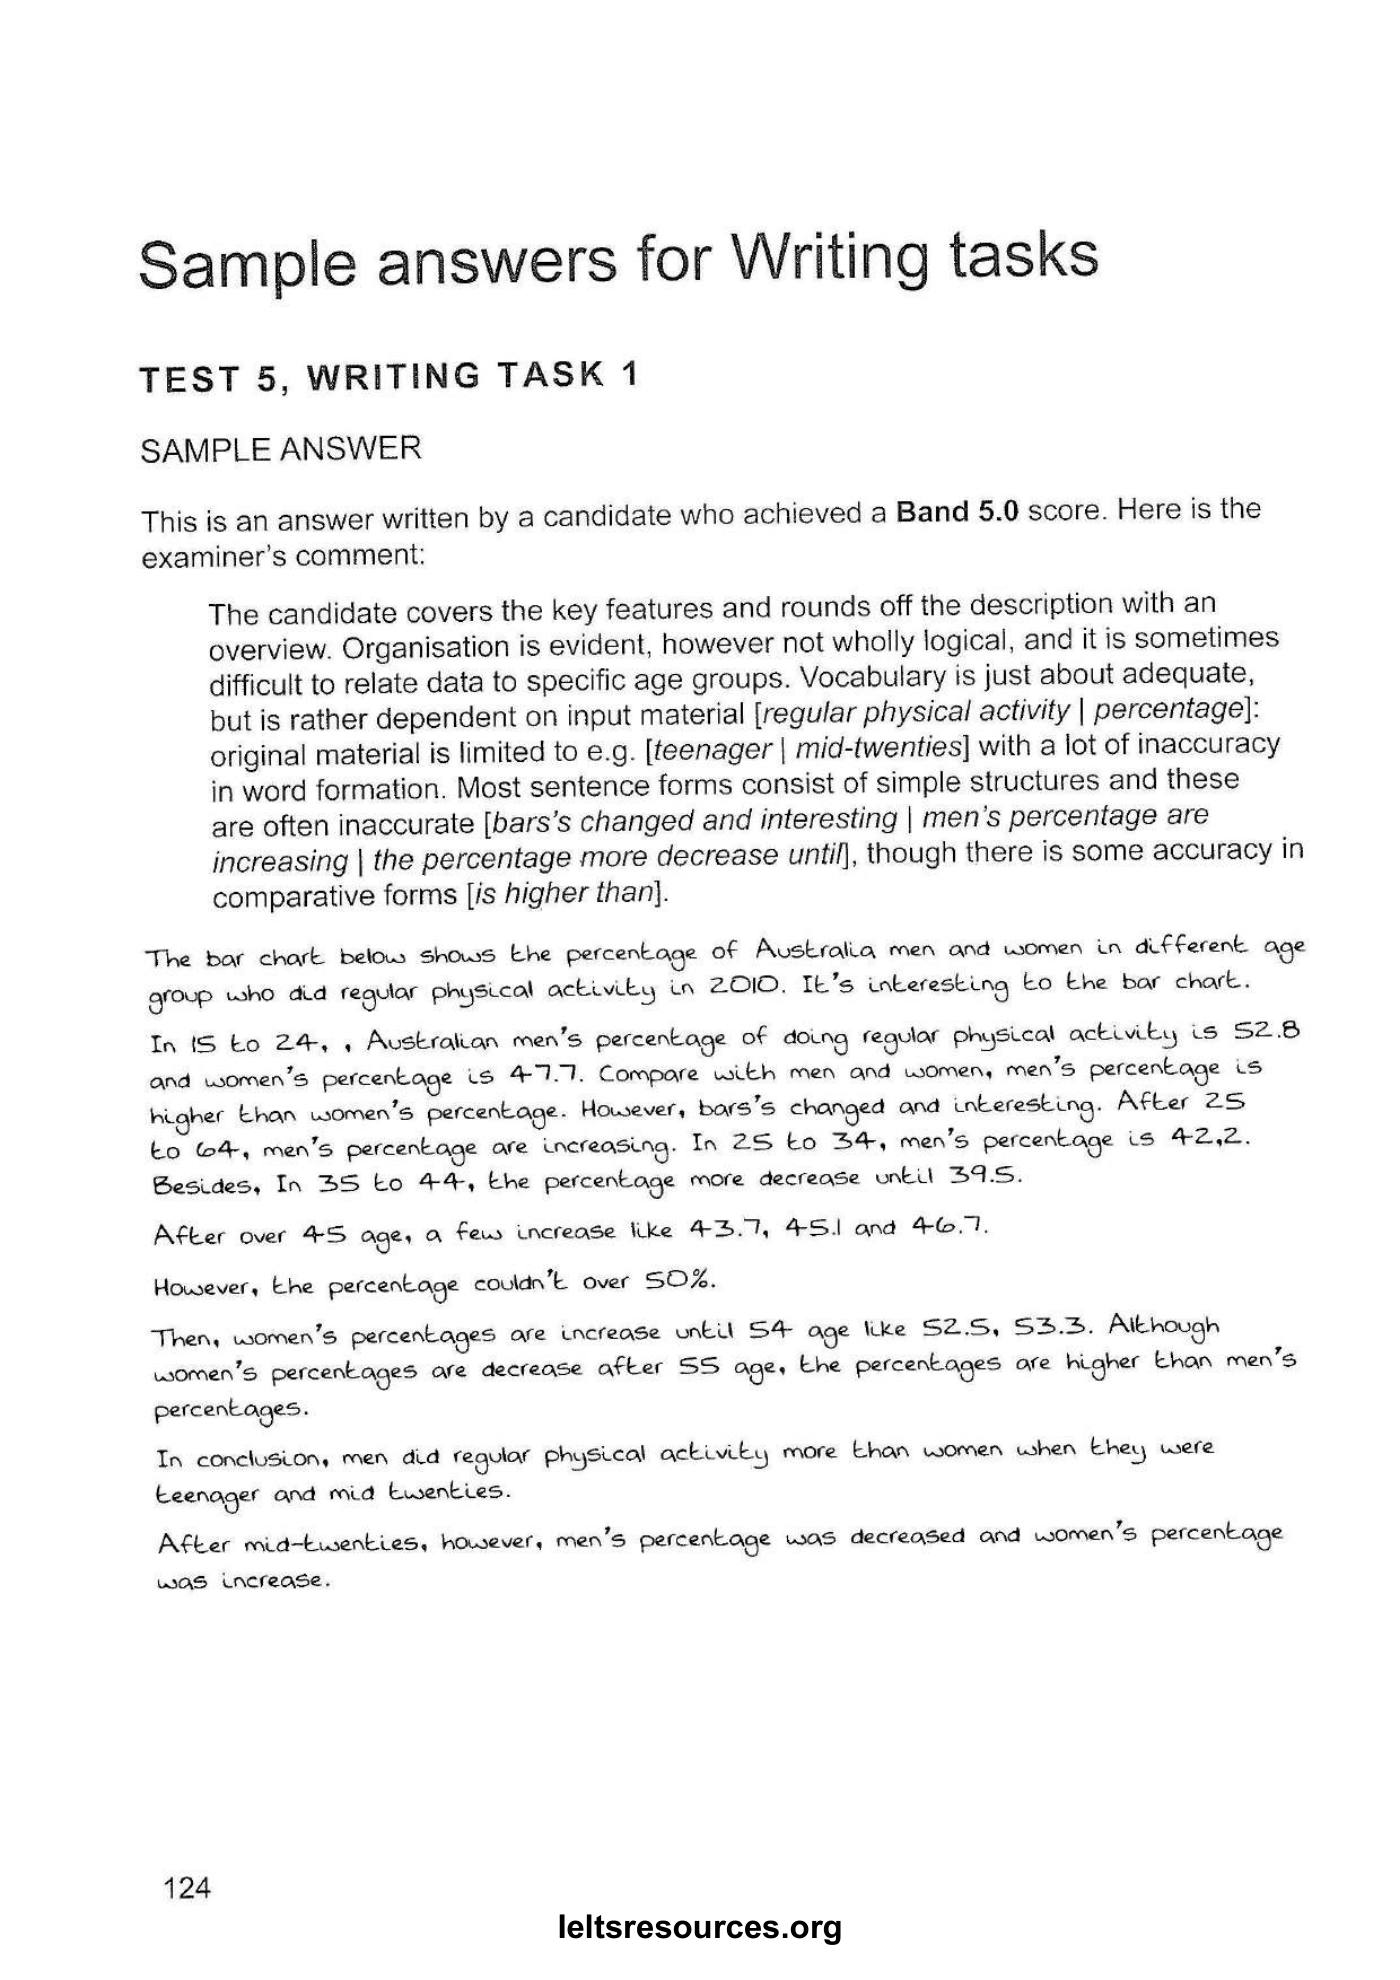 Sample answers for Writing tasks
TEST 5, WRITING TASK 1
SAMPLE ANSWER
This is an answer written by a candidate who achieved a Band 5.0 score. Here is the
examiner's comment:
The candidate covers the key features and rounds off the description with an
overview. Organisation is evident, however not wholly logical, and it is sometimes
difficult to relate data to specific age groups. Vocabulary is just about adequate,
but is rather dependent on input material [regular physical activity | percentage]:
original material is limited to e.g. [teenager | mid-twenties] with a lot of inaccuracy
in word formation. Most sentence forms consist of simple structures and these
are often inaccurate [bars's changed and interesting | men's percentage are
increasing | the percentage more decrease until], though there is some accuracy in
comparative forms [is higher than].
The bar chart below shows the percentage of Australia men and women in different age
group who did regular physical activity in 2010. It's interesting to the bar chart.
In 15 to 24, , Australian men's percentage of doing regular physical activity is 52.8
and women's percentage is 47.7. Compare with men and women, men's percentage is
higher than women's percentage. However, bars's changed and interesting. After 25
to 64, men's percentage are increasing. In 25 to 34, men's percentage is 42,2.
Besides, In 35 to 44, the percentage more decrease until 39.5.
After over 45 age, a few increase like 43.7, 45.1 and 46.7.
However, the percentage couldn't over 50%.
Then, women's percentages are increase until 54 age like 52.5, 53.3. Although
women's percentages are decrease after 55 age, the percentages are higher than men's
percentages.
In conclusion, men did regular physical activity more than women when they were
teenager and mid twenties.
After mid-twenties, however, men's percentage was decreased and women's percentage
was increase.
124
Ieltsresources.org